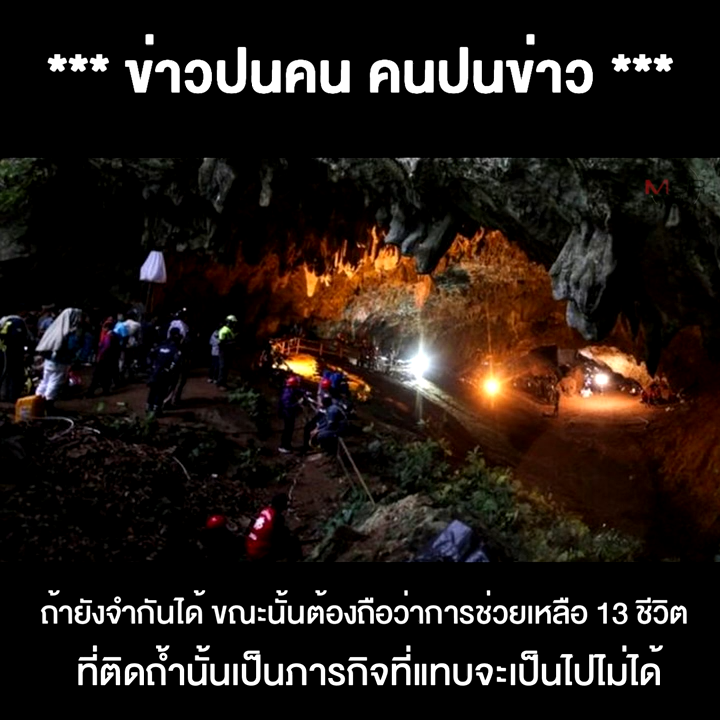 *** ข่าวปนคน คนปนข่าว ***
ถ้ายังจำกันได้ ขณะนั้นต้องถือว่าการช่วยเหลือ 13 ชีวิต
ที่ติดถ้ำนั้นเป็นภารกิจที่แทบจะเป็นไปไม่ได้